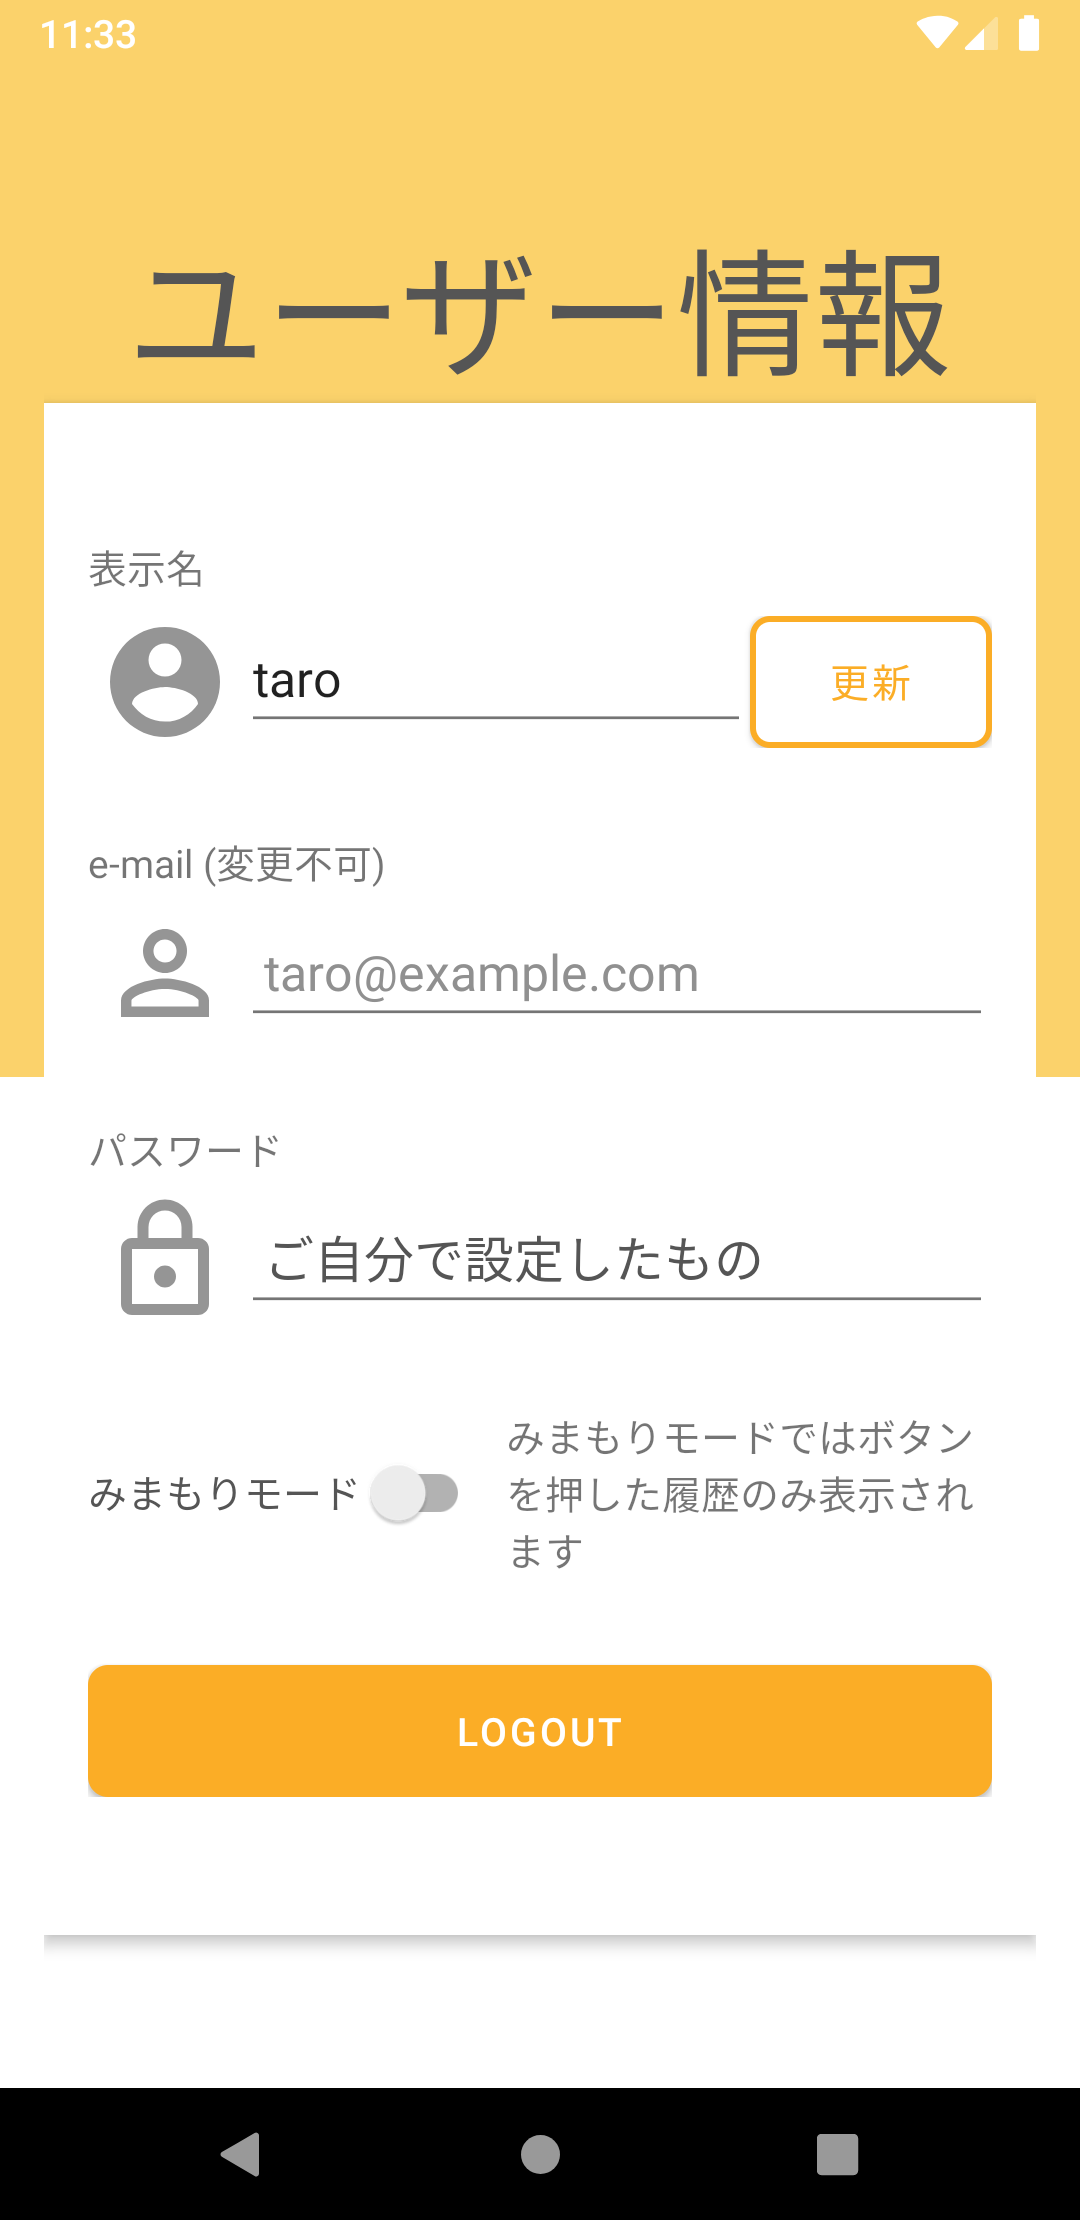 11:33
ユーザー情報
表示名
taro
更新
e-mail (変更不可)
taro@example.com
パスワード
ご自分で設定したもの
みまもりモード
みまもりモードではボタン
を押した履歴のみ表示され
ます
LOGOUT